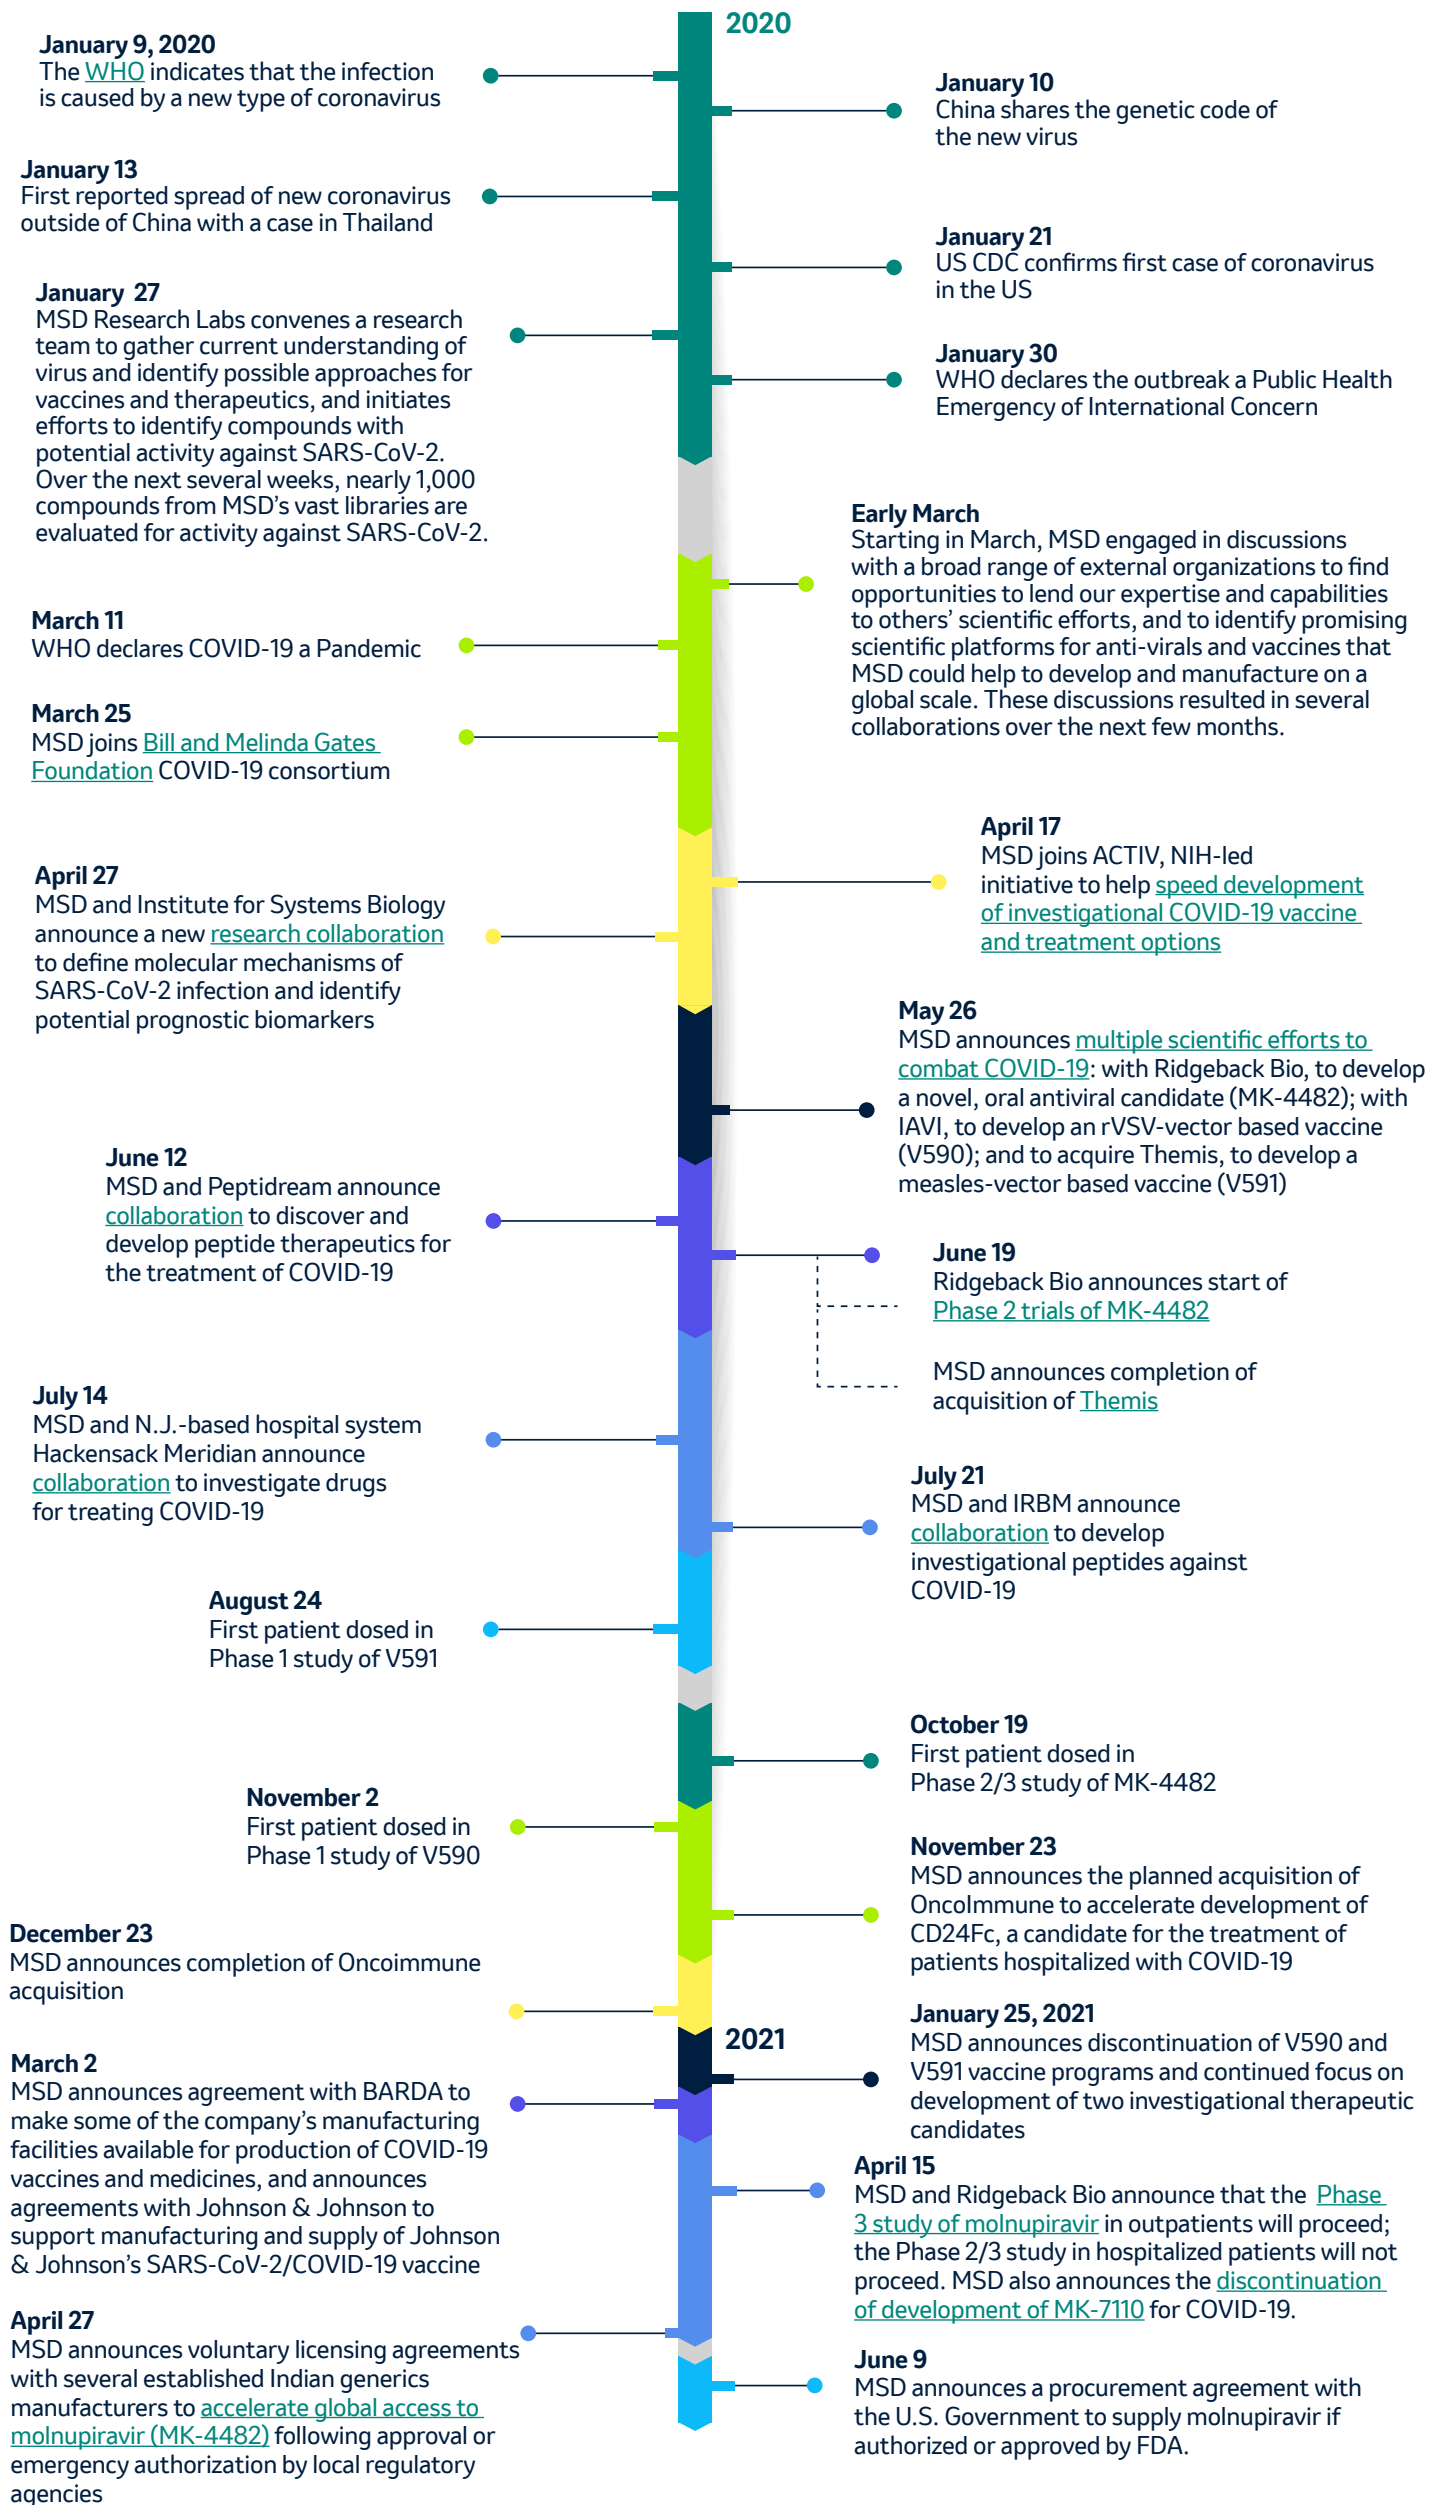 2020
January 9, 2020
The WHO indicates that the infection
is caused by a new type of coronavirus
January 10
China shares the genetic code of
the new virus
January 13
First reported spread of new coronavirus
outside of China with a case in Thailand
January 21
US CDC confirms first case of coronavirus
in the US
January 27
MSD Research Labs convenes a research
team to gather current understanding of
virus and identify possible approaches for
vaccines and therapeutics, and initiates
efforts to identify compounds with
potential activity against SARS-CoV-2.
Over the next several weeks, nearly 1,000
compounds from MSD’s vast libraries are
evaluated for activity against SARS-CoV-2.
January 30
WHO declares the outbreak a Public Health
Emergency of International Concern
Early March
Starting in March, MSD engaged in discussions
with a broad range of external organizations to find
opportunities to lend our expertise and capabilities
to others’ scientific efforts, and to identify promising
scientific platforms for anti-virals and vaccines that
MSD could help to develop and manufacture on a
global scale. These discussions resulted in several
collaborations over the next few months.
March 11
WHO declares COVID-19 a Pandemic
March 25
MSD joins Bill and Melinda Gates
Foundation COVID-19 consortium
April 17
MSD joins ACTIV, NIH-led
initiative to help speed development
of investigational COVID-19 vaccine
and treatment options
April 27
MSD and Institute for Systems Biology
announce a new research collaboration
to define molecular mechanisms of
SARS-CoV-2 infection and identify
potential prognostic biomarkers
May 26
MSD announces multiple scientific efforts to
combat COVID-19: with Ridgeback Bio, to develop
a novel, oral antiviral candidate (MK-4482); with
IAVI, to develop an rVSV-vector based vaccine
(V590); and to acquire Themis, to develop a
measles-vector based vaccine (V591)
June 12
MSD and Peptidream announce
collaboration to discover and
develop peptide therapeutics for
the treatment of COVID-19
June 19
Ridgeback Bio announces start of
Phase 2 trials of MK-4482
MSD announces completion of
acquisition of Themis
July 14
MSD and N.J.-based hospital system
Hackensack Meridian announce
collaboration to investigate drugs
for treating COVID-19
July 21
MSD and IRBM announce
collaboration to develop
investigational peptides against
COVID-19
August 24
First patient dosed in
Phase 1 study of V591
October 19
First patient dosed in
Phase 2/3 study of MK-4482
November 2
First patient dosed in
Phase 1 study of V590
November 23
MSD announces the planned acquisition of
OncoImmune to accelerate development of
CD24Fc, a candidate for the treatment of
patients hospitalized with COVID-19
December 23
MSD announces completion of Oncoimmune
acquisition
2021
January 25, 2021
MSD announces discontinuation of V590 and
V591 vaccine programs and continued focus on
development of two investigational therapeutic
candidates
March 2
MSD announces agreement with BARDA to
make some of the company’s manufacturing
facilities available for production of COVID-19
vaccines and medicines, and announces
agreements with Johnson & Johnson to
support manufacturing and supply of Johnson
& Johnson’s SARS-CoV-2/COVID-19 vaccine
April 15
MSD and Ridgeback Bio announce that the Phase
3 study of molnupiravir in outpatients will proceed;
the Phase 2/3 study in hospitalized patients will not
proceed. MSD also announces the discontinuation
of development of MK-7110 for COVID-19.
April 27
MSD announces voluntary licensing agreements
with several established Indian generics
manufacturers to accelerate global access to
molnupiravir (MK-4482) following approval or
emergency authorization by local regulatory
agencies
June 9
MSD announces a procurement agreement with
the U.S. Government to supply molnupiravir if
authorized or approved by FDA.